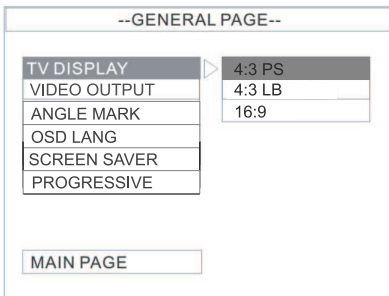 --GENERAL PAGE--
TV DISPLAY
4:3 PS
VIDEO OUTPUT
4:3 LB
ANGLE MARK
16:9
OSD LANG
SCREEN SAVER
PROGRESSIVE
MAIN PAGE